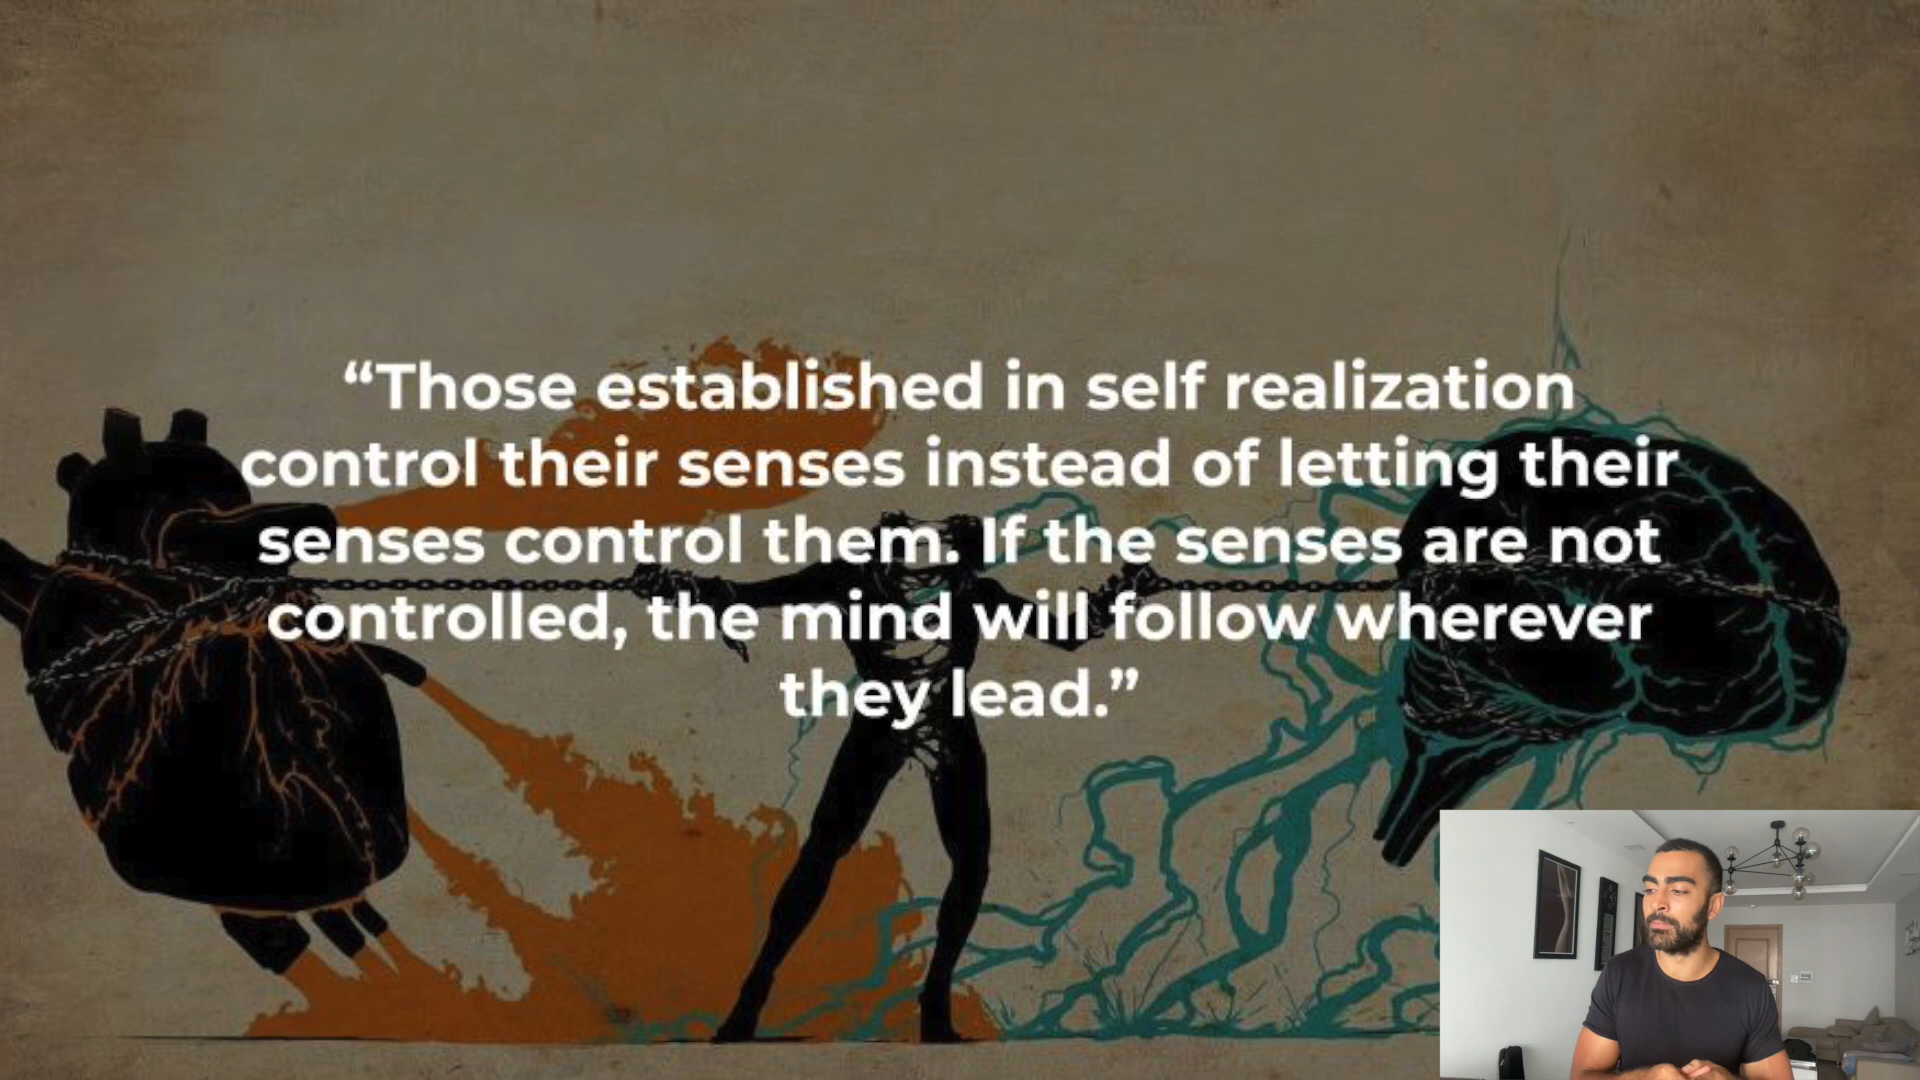 “Those established in self realization
control their senses instead of letting their
senses control them. If the senses are not
controlled, the mind will follow wherever
they lead.”